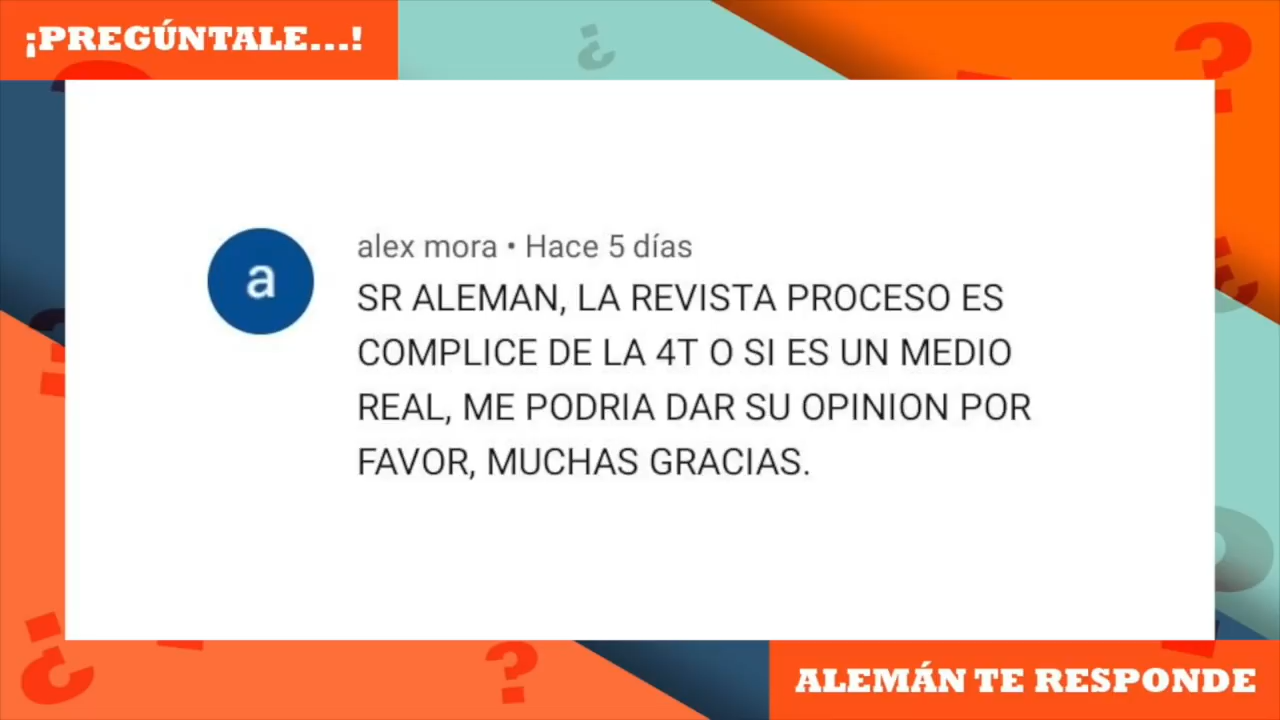 ¡PREGÚNTALE...!
a
alex mora • Hace 5 días
SR ALEMAN, LA REVISTA PROCESO ES
COMPLICE DE LA 4T O SI ES UN MEDIO
REAL, ME PODRIA DAR SU OPINION POR
FAVOR, MUCHAS GRACIAS.
ALEMÁN TE RESPONDE